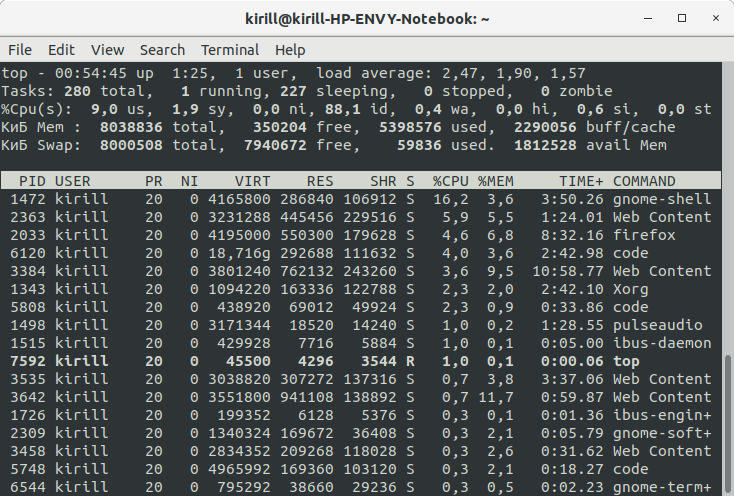 kirill@kirill-HP-ENVY-Notebook: ~
File Edit View Search Terminal Help
top - 00:54:45 up  1:25,  1 user,  load average: 2,47, 1,90, 1,57
Tasks: 280 total,   1 running, 227 sleeping,   0 stopped,   0 zombie
%Cpu(s):  9,0 us,  1,9 sy,  0,0 ni, 88,1 id,  0,4 wa,  0,0 hi,  0,6 si,  0,0 st
КиБ Mem :  8038836 total,   350204 free,  5398576 used,  2290056 buff/cache
КиБ Swap:  8000508 total,  7940672 free,    59836 used.  1812528 avail Mem
PID USER PR NI VIRT RES SHR S %CPU %MEM TIME+ COMMAND
1472 kirill 20 0 4165800 286840 106912 S 16,2 3,6 3:50.26 gnome-shell
2363 kirill 20 0 3231288 445456 229516 S 5,9 5,5 1:24.01 Web Content
2033 kirill 20 0 4195000 550300 179628 S 4,6 6,8 8:32.16 firefox
6120 kirill 20 0 18,716g 292688 111632 S 4,0 3,6 2:42.98 code
3384 kirill 20 0 3801240 762132 243260 S 3,6 9,5 10:58.77 Web Content
1343 kirill 20 0 1094220 163336 122788 S 2,3 2,0 2:42.10 Xorg
5808 kirill 20 0 438920 69012 49924 S 2,3 0,9 0:33.86 code
1498 kirill 20 0 3171344 18520 14240 S 1,0 0,2 1:28.55 pulseaudio
1515 kirill 20 0 429928 7716 5884 S 1,0 0,1 0:05.00 ibus-daemon
7592 kirill 20 0 45500 4296 3544 R 1,0 0,1 0:00.06 top
3535 kirill 20 0 3038820 307272 137316 S 0,7 3,8 3:37.06 Web Content
3642 kirill 20 0 3551800 941108 138892 S 0,7 11,7 0:59.87 Web Content
1726 kirill 20 0 199352 6128 5376 S 0,3 0,1 0:01.36 ibus-engin+
2309 kirill 20 0 1340324 169672 36408 S 0,3 2,1 0:05.79 gnome-soft+
3458 kirill 20 0 2834352 209268 118028 S 0,3 2,6 0:31.62 Web Content
5748 kirill 20 0 4965992 169360 103120 S 0,3 2,1 0:18.27 code
6544 kirill 20 0 795292 38660 29236 S 0,3 0,5 0:02.23 gnome-term+